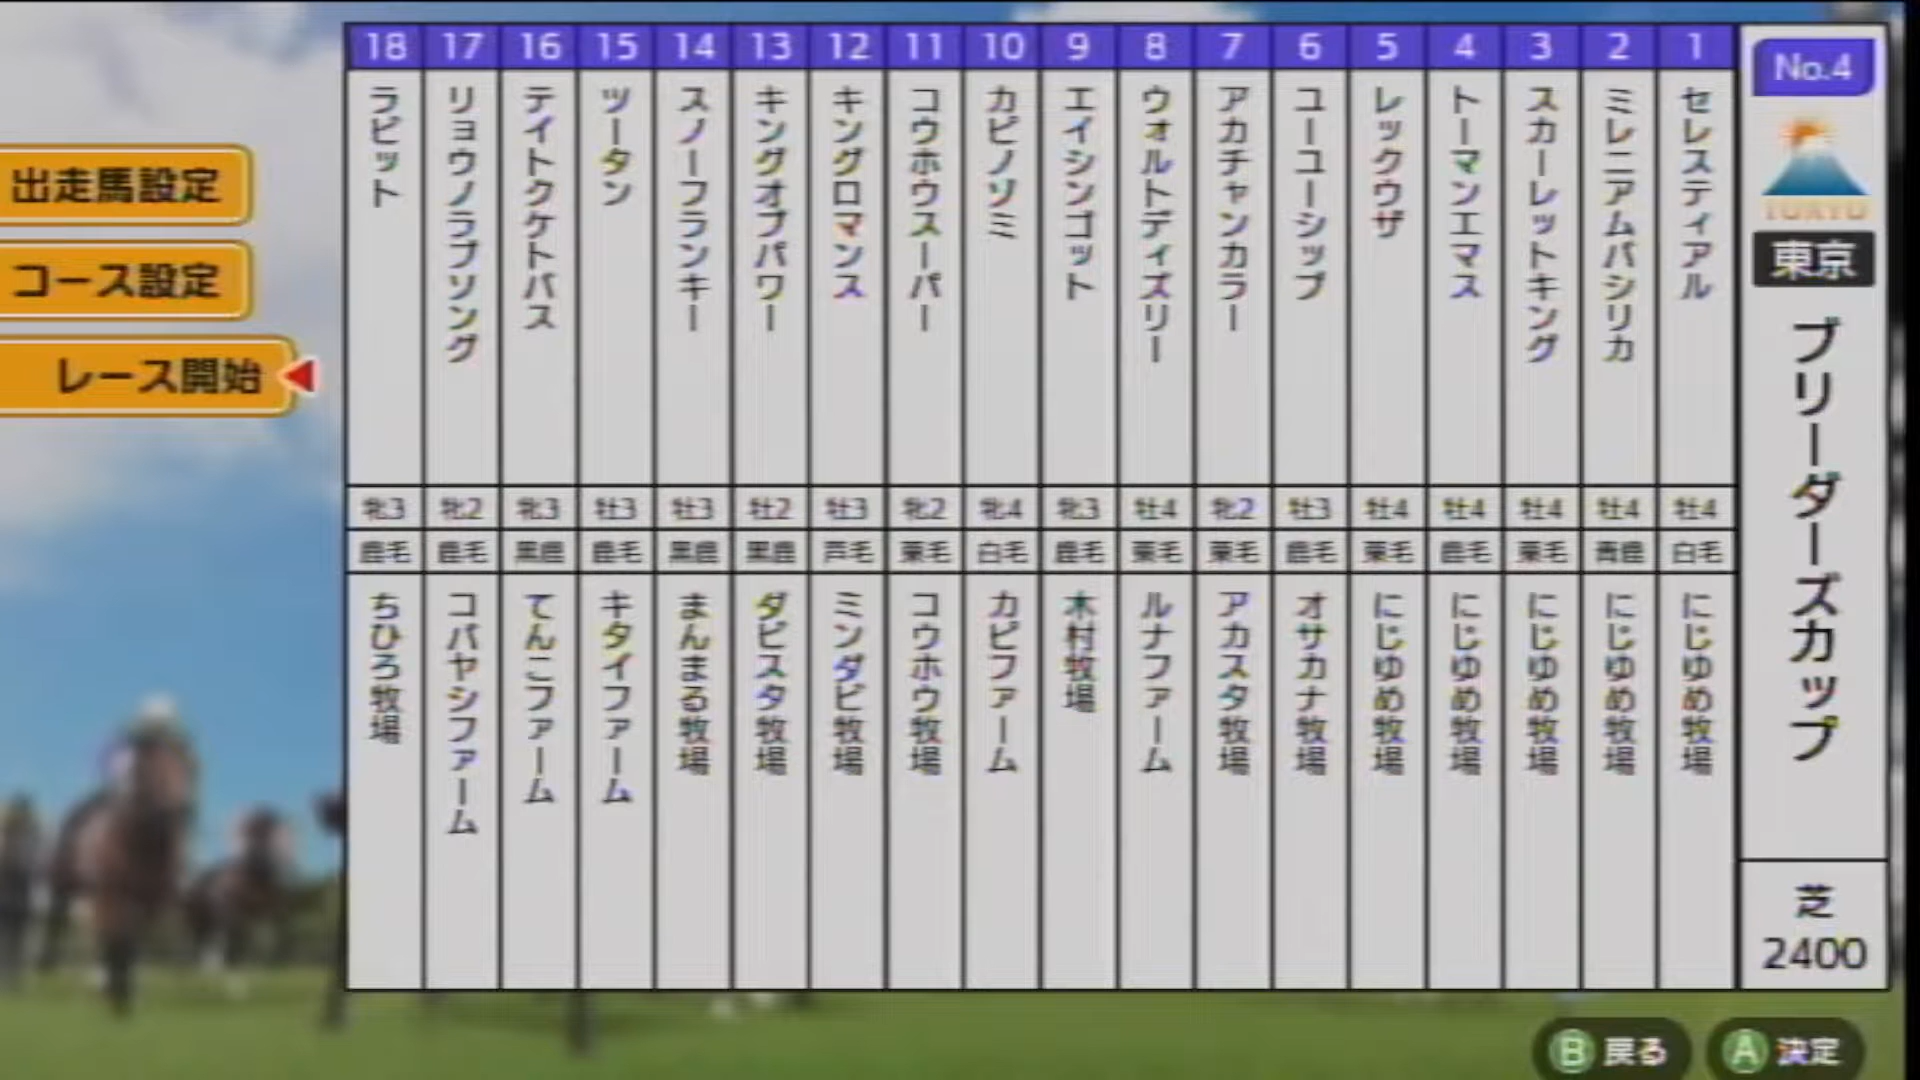 出走馬設定
コース設定
レース開始
No.4
TOKYO
東京
ブリーダーズカップ
芝
2400
1
セレスティアル
牡4
白毛
にじゆめ牧場
2
ミレニアムバシリカ
牡4
青鹿
にじゆめ牧場
3
スカーレットキング
牡4
栗毛
にじゆめ牧場
4
トーマンエマス
牡4
鹿毛
にじゆめ牧場
5
レックウザ
牡4
栗毛
にじゆめ牧場
6
ユーユーシップ
牡3
鹿毛
オサカナ牧場
7
アカチャンカラー
牝2
栗毛
アカスタ牧場
8
ウォルトディズリー
牡4
栗毛
ルナファーム
9
エイシンゴット
牝3
鹿毛
木村牧場
10
カピノゾミ
牝4
白毛
カピファーム
11
コウホウスーパー
牝2
栗毛
コウホウ牧場
12
キングロマンス
牡3
芦毛
ミンダビ牧場
13
キングオブパワー
牡2
黒鹿
ダビスタ牧場
14
スノーフランキー
牡3
黒鹿
まんまる牧場
15
ツータン
牡3
鹿毛
キタイファーム
16
テイトクケトバス
牝3
黒鹿
てんこファーム
17
リョウノラブソング
牝2
鹿毛
コバヤシファーム
18
ラビット
牝3
鹿毛
ちひろ牧場
B 戻る
A 決定